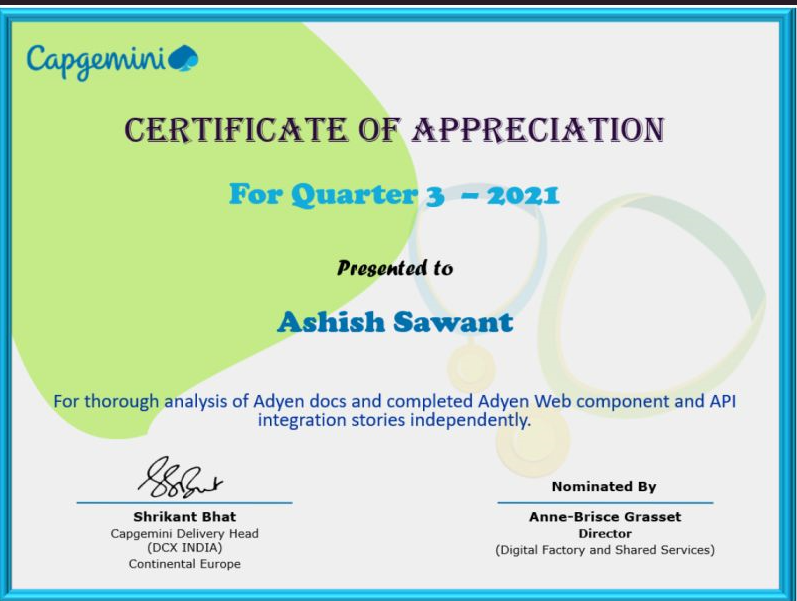 Capgemini
CERTIFICATE OF APPRECIATION
For Quarter 3 – 2021
Presented to
Ashish Sawant
For thorough analysis of Adyen docs and completed Adyen Web component and API
integration stories independently.
Shrikant Bhat
Capgemini Delivery Head
(DCX INDIA)
Continental Europe
Nominated By
Anne-Brisce Grasset
Director
(Digital Factory and Shared Services)